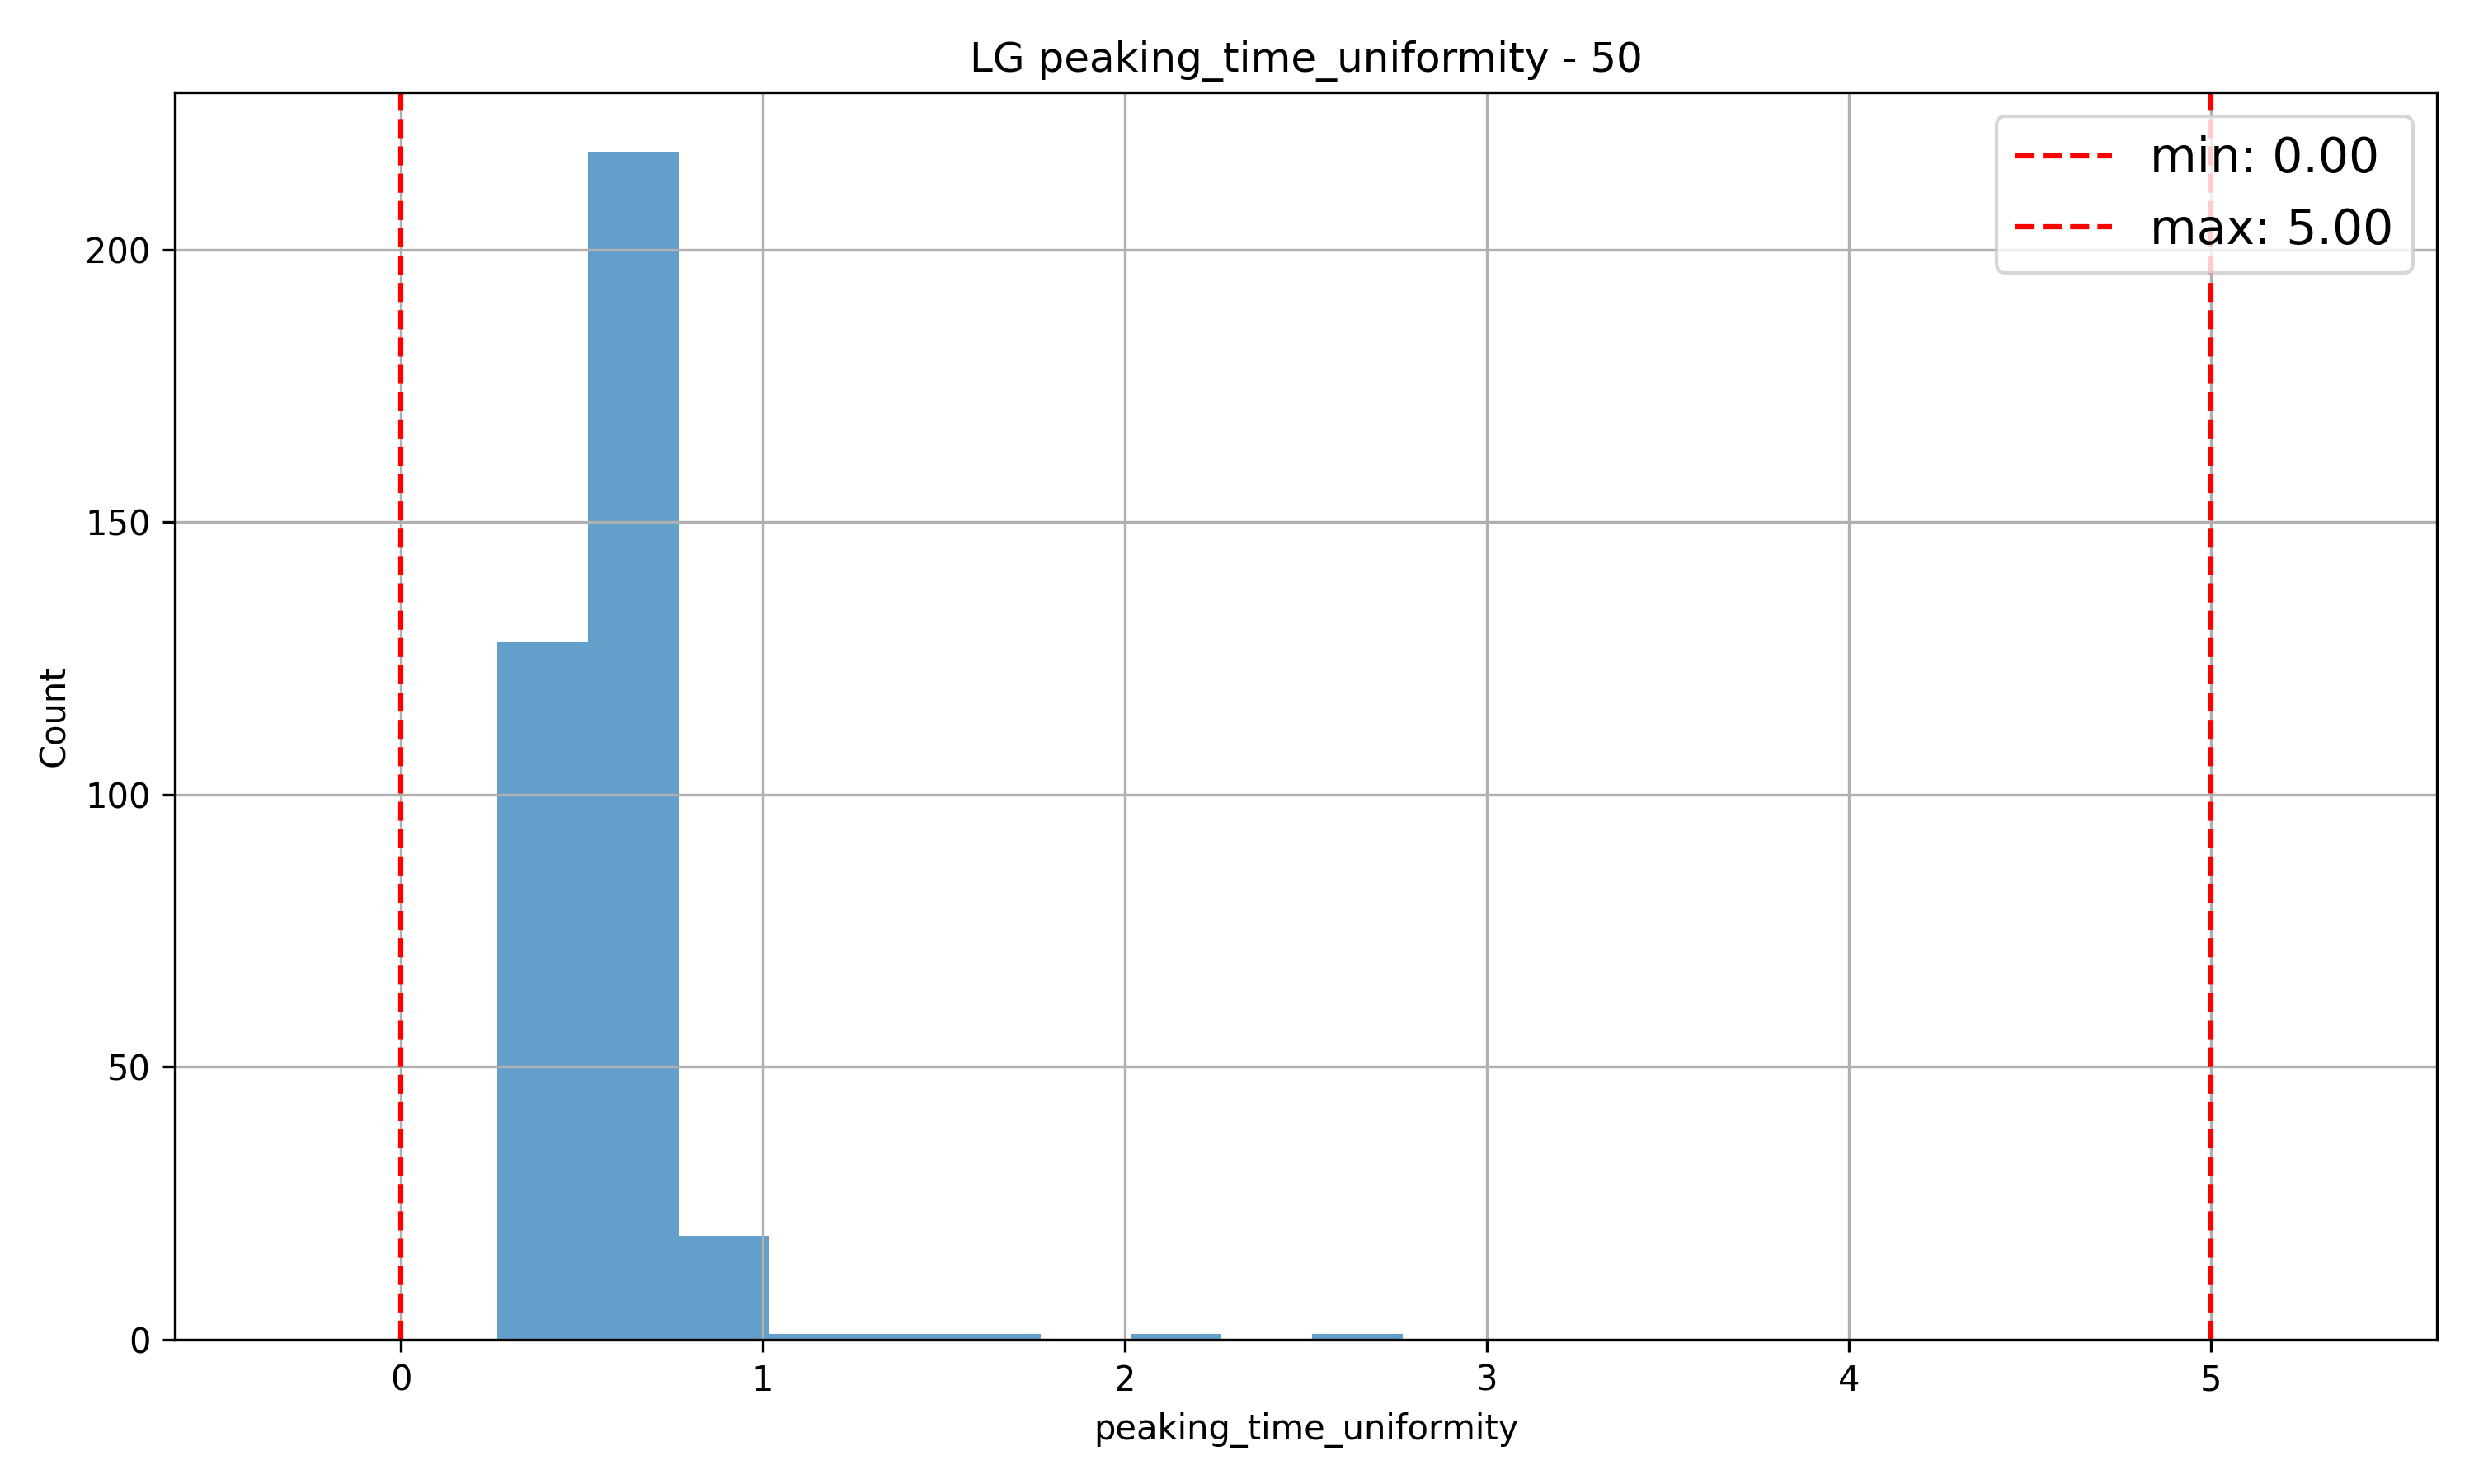 LG peaking_time_uniformity - 50
min: 0.00
max: 5.00
200
150
100
50
0
Count
0 1 2 3 4 5
peaking_time_uniformity